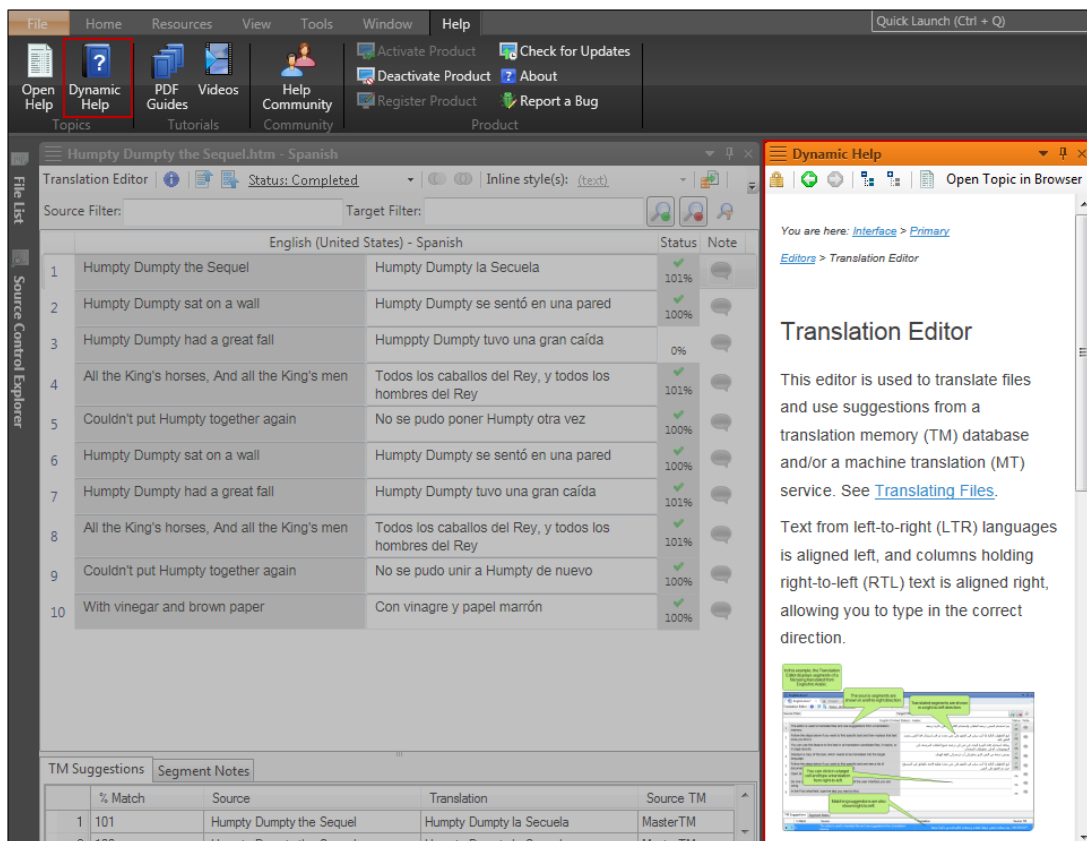 File Home Resources View Tools Window Help Quick Launch (Ctrl + Q)
Open Help
Dynamic Help
PDF Guides
Videos
Help Community
Activate Product
Deactivate Product
Register Product
Check for Updates
About
Report a Bug
Topics Tutorials Community Product
File List
Source Control Explorer
Humpty Dumpty the Sequel.htm - Spanish
Translation Editor Status: Completed Inline style(s): (text)
Source Filter: Target Filter:
English (United States) - Spanish Status Note
1 Humpty Dumpty the Sequel Humpty Dumpty la Secuela 101%
2 Humpty Dumpty sat on a wall Humpty Dumpty se sentó en una pared 100%
3 Humpty Dumpty had a great fall Humppty Dumpty tuvo una gran caída 0%
4 All the King's horses, And all the King's men Todos los caballos del Rey, y todos los
hombres del Rey 101%
5 Couldn't put Humpty together again No se pudo poner Humpty otra vez 100%
6 Humpty Dumpty sat on a wall Humpty Dumpty se sentó en una pared 100%
7 Humpty Dumpty had a great fall Humpty Dumpty tuvo una gran caída 101%
8 All the King's horses, And all the King's men Todos los caballos del Rey, y todos los
hombres del Rey 101%
9 Couldn't put Humpty together again No se pudo unir a Humpty de nuevo 100%
10 With vinegar and brown paper Con vinagre y papel marrón 100%
TM Suggestions Segment Notes
% Match Source Translation Source TM
1 101 Humpty Dumpty the Sequel Humpty Dumpty la Secuela MasterTM
Dynamic Help
Open Topic in Browser
You are here: Interface > Primary
Editors > Translation Editor
Translation Editor
This editor is used to translate files
and use suggestions from a
translation memory (TM) database
and/or a machine translation (MT)
service. See Translating Files.
Text from left-to-right (LTR) languages
is aligned left, and columns holding
right-to-left (RTL) text is aligned right,
allowing you to type in the correct
direction.